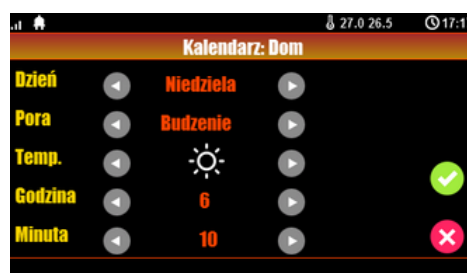 27.0 26.5 17:1
Kalendarz: Dom
Dzień Niedziela
Pora Budzenie
Temp.
Godzina 6
Minuta 10